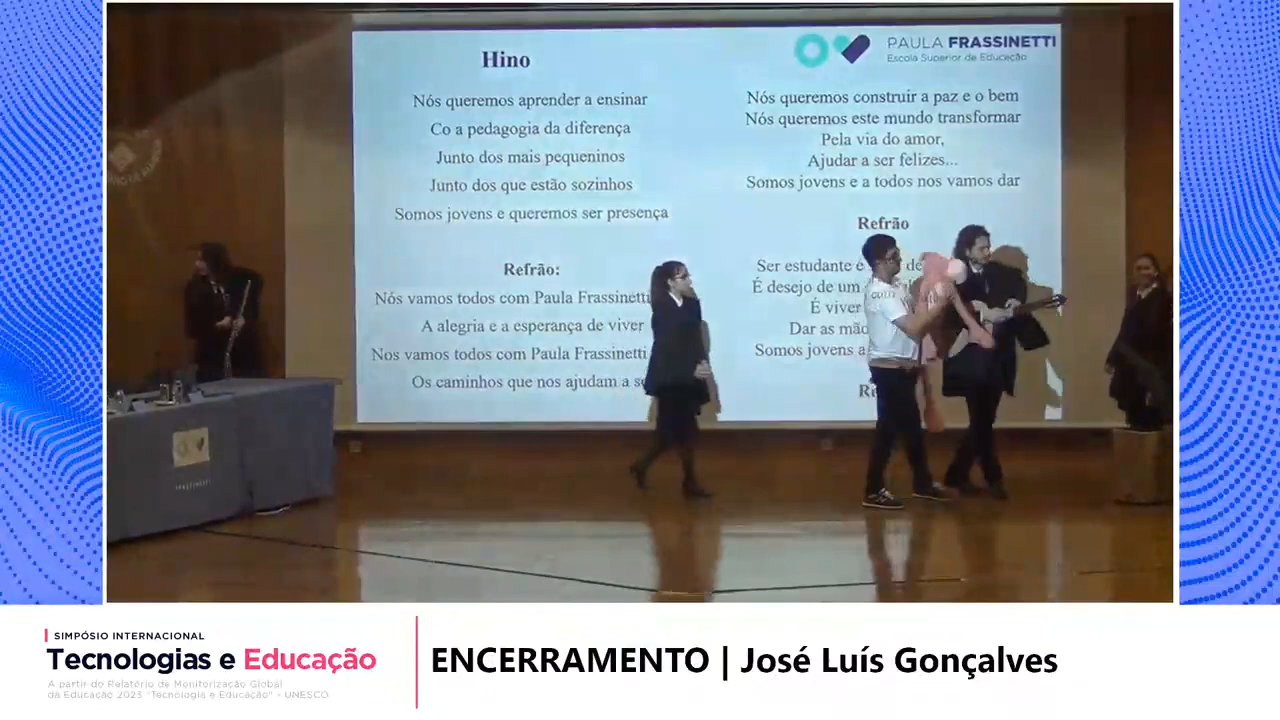 Hino
Nós queremos aprender a ensinar
Co a pedagogia da diferença
Junto dos mais pequeninos
Junto dos que estão sozinhos
Somos jovens e queremos ser presença
Refrão:
Nós vamos todos com Paula Frassinetti
A alegria e a esperança de viver
Nos vamos todos com Paula Frassinetti
Os caminhos que nos ajudam a s
PAULA FRASSINETTI
Escola Superior de Educação
Nós queremos construir a paz e o bem
Nós queremos este mundo transformar
Pela via do amor,
Ajudar a ser felizes...
Somos jovens e a todos nos vamos dar
Refrão
Ser estudante é de
É desejo de um
É viver
Dar as mão
Somos jovens a
SIMPÓSIO INTERNACIONAL
Tecnologias e Educação
A partir do Relatório de Monitorização Global
da Educação 2023 "Tecnologia e Educação" - UNESCO
ENCERRAMENTO | José Luís Gonçalves